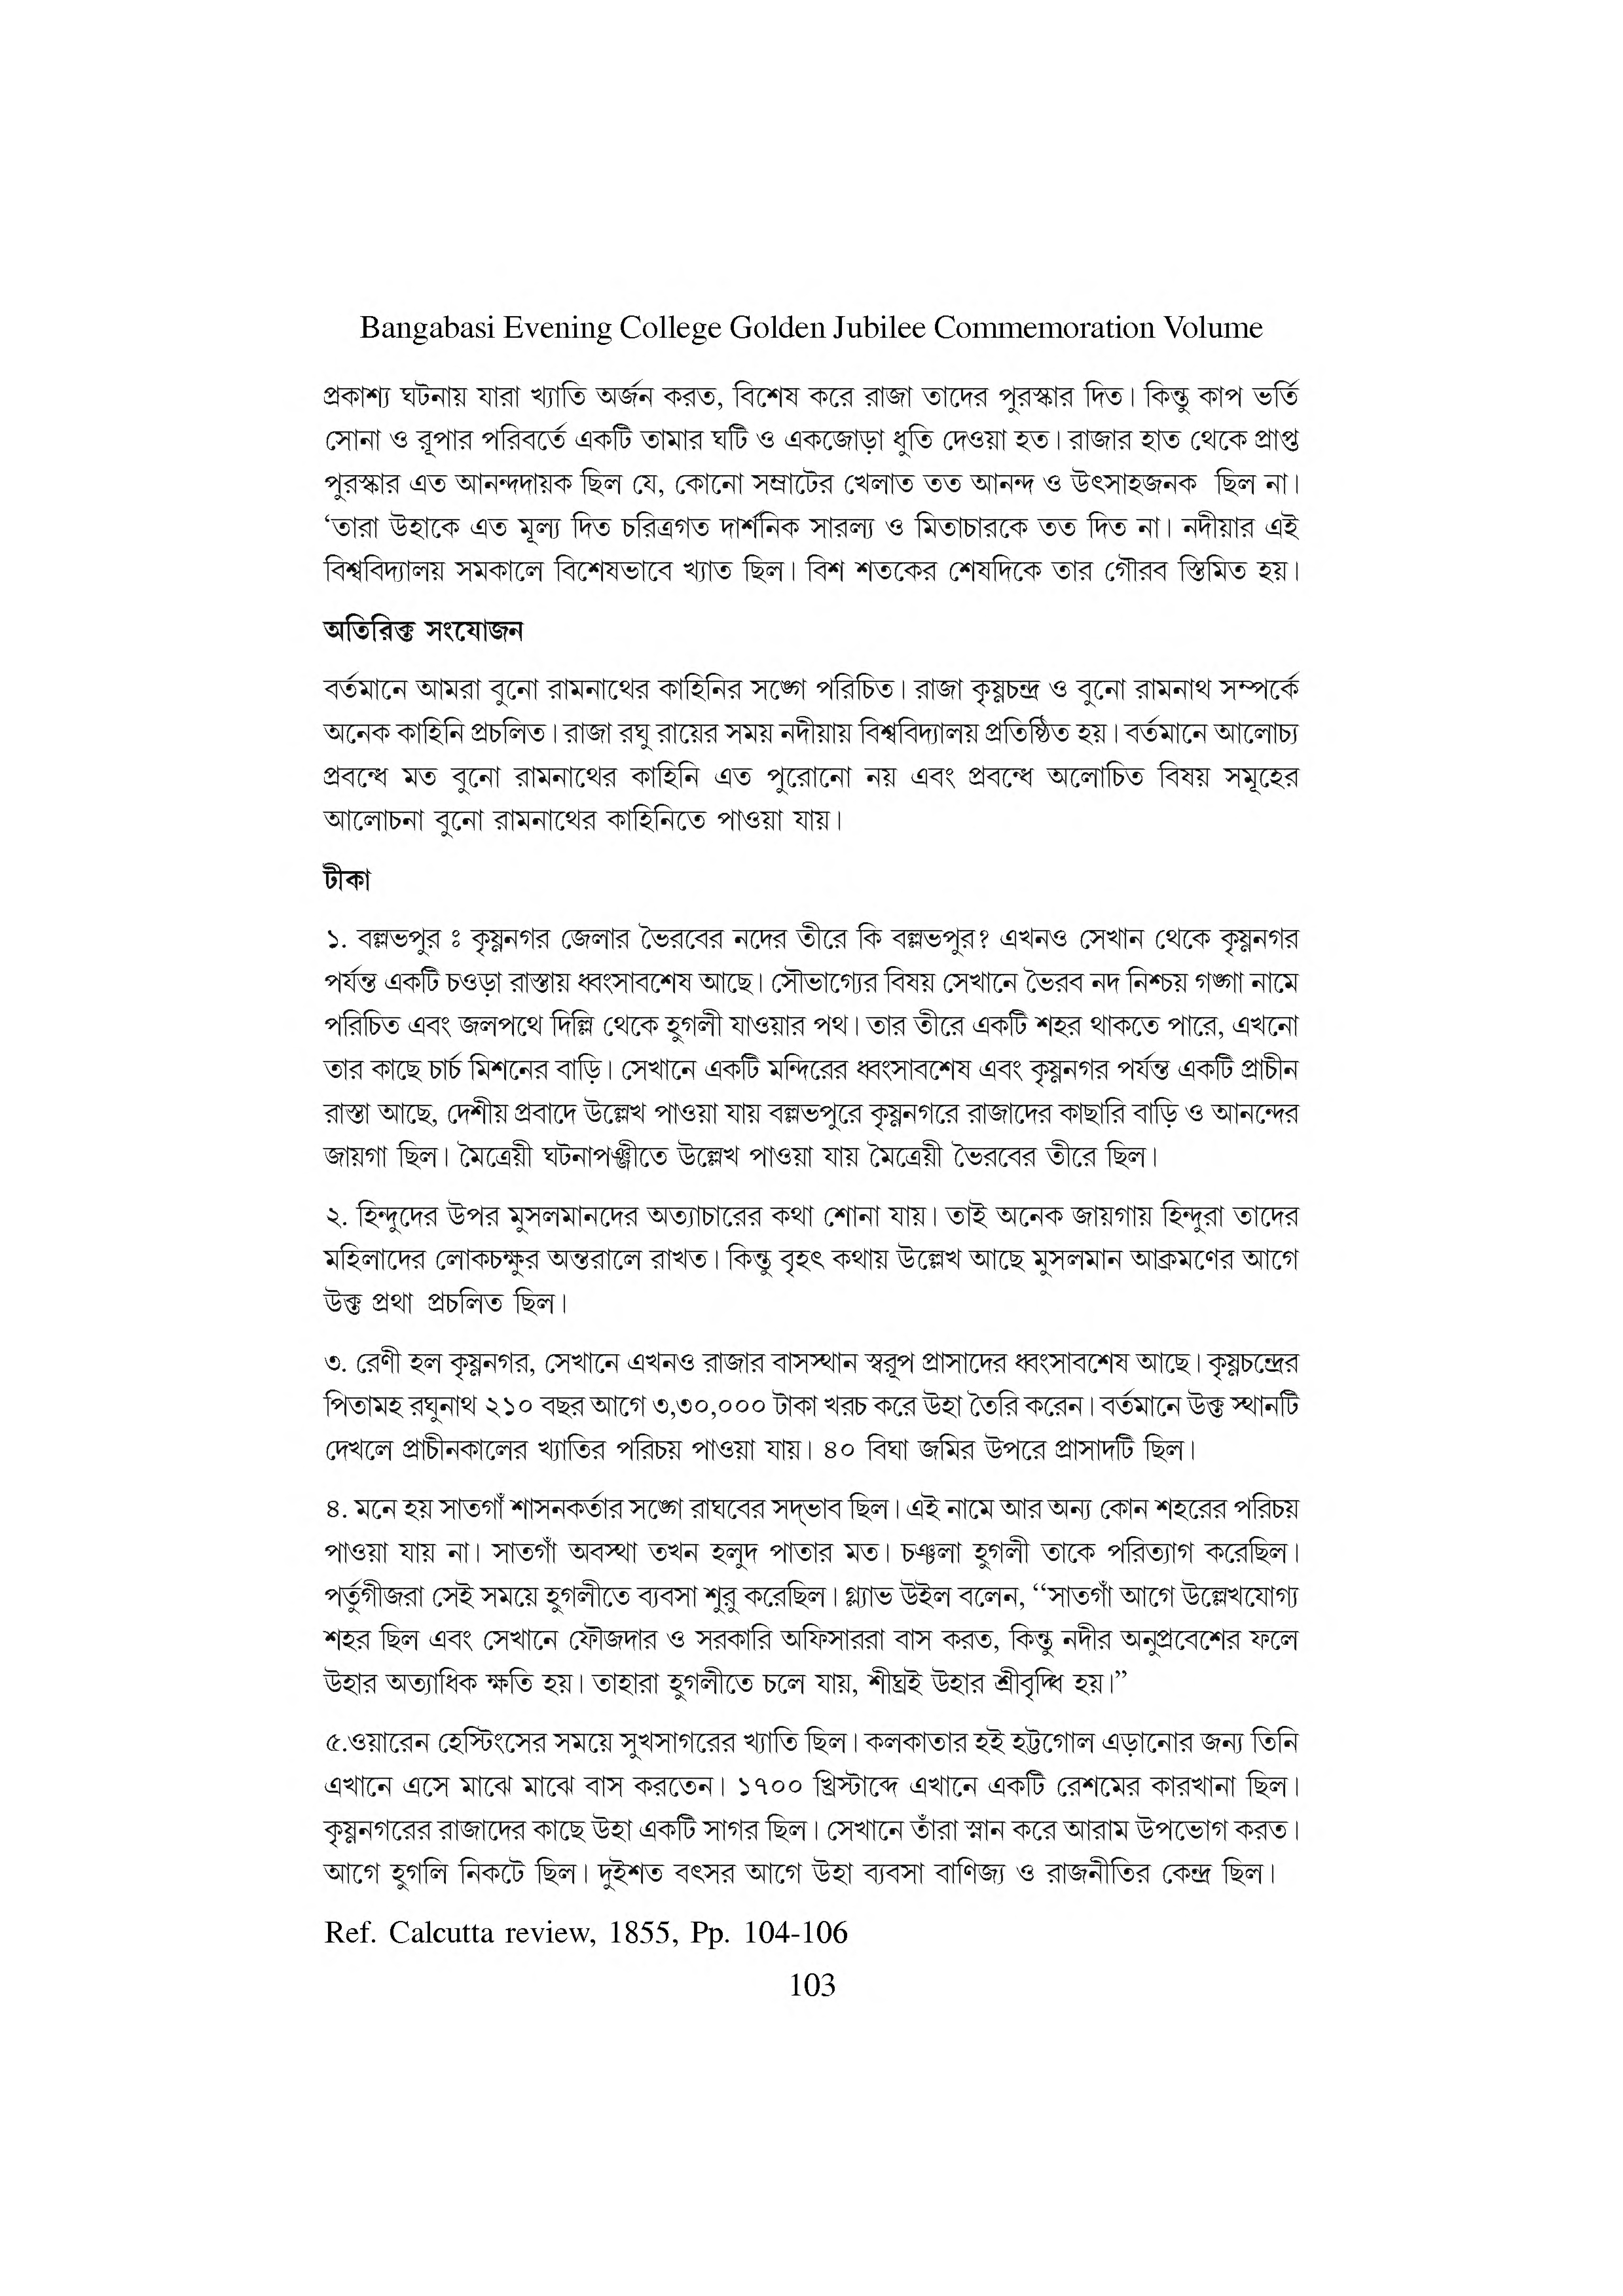 Bangabasi Evening College Golden Jubilee Commemoration Volume
প্রকাশ্য ঘটনায় যারা খ্যাতি অর্জন করত, বিশেষ করে রাজা তাদের পুরস্কার দিত। কিন্তু কাপ ভর্তি
সোনা ও রূপার পরিবর্তে একটি তামার ঘটি ও একজোড়া ধুতি দেওয়া হত। রাজার হাত থেকে প্রাপ্ত
পুরস্কার এত আনন্দদায়ক ছিল যে, কোনো সম্রাটের খেলাত তত আনন্দ ও উৎসাহজনক ছিল না।
‘তারা উহাকে এত মূল্য দিত চরিত্রগত দার্শনিক সারল্য ও মিতাচারকে তত দিত না। নদীয়ার এই
বিশ্ববিদ্যালয় সমকালে বিশেষভাবে খ্যাত ছিল। বিশ শতকের শেষদিকে তার গৌরব স্তিমিত হয়।
অতিরিক্ত সংযোজন
বর্তমানে আমরা বুনো রামনাথের কাহিনির সঙ্গে পরিচিত। রাজা কৃষ্ণচন্দ্র ও বুনো রামনাথ সম্পর্কে
অনেক কাহিনি প্রচলিত। রাজা রঘু রায়ের সময় নদীয়ায় বিশ্ববিদ্যালয় প্রতিষ্ঠিত হয়। বর্তমানে আলোচ্য
প্রবন্ধে মত বুনো রামনাথের কাহিনি এত পুরোনো নয় এবং প্রবন্ধে অলোচিত বিষয় সমূহের
আলোচনা বুনো রামনাথের কাহিনিতে পাওয়া যায়।
টীকা
১. বল্লভপুর ঃ কৃষ্ণনগর জেলার ভৈরবের নদের তীরে কি বল্লভপুর? এখনও সেখান থেকে কৃষ্ণনগর
পর্যন্ত একটি চওড়া রাস্তায় ধ্বংসাবশেষ আছে। সৌভাগ্যের বিষয় সেখানে ভৈরব নদ নিশ্চয় গঙ্গা নামে
পরিচিত এবং জলপথে দিল্লি থেকে হুগলী যাওয়ার পথ। তার তীরে একটি শহর থাকতে পারে, এখনো
তার কাছে চার্চ মিশনের বাড়ি। সেখানে একটি মন্দিরের ধ্বংসাবশেষ এবং কৃষ্ণনগর পর্যন্ত একটি প্রাচীন
রাস্তা আছে, দেশীয় প্রবাদে উল্লেখ পাওয়া যায় বল্লভপুরে কৃষ্ণনগরে রাজাদের কাছারি বাড়ি ও আনন্দের
জায়গা ছিল। মৈত্রেয়ী ঘটনাপঞ্জীতে উল্লেখ পাওয়া যায় মৈত্রেয়ী ভৈরবের তীরে ছিল।
২. হিন্দুদের উপর মুসলমানদের অত্যাচারের কথা শোনা যায়। তাই অনেক জায়গায় হিন্দুরা তাদের
মহিলাদের লোকচক্ষুর অন্তরালে রাখত। কিন্তু বৃহৎ কথায় উল্লেখ আছে মুসলমান আক্রমণের আগে
উক্ত প্রথা প্রচলিত ছিল।
৩. রেণী হল কৃষ্ণনগর, সেখানে এখনও রাজার বাসস্থান স্বরূপ প্রাসাদের ধ্বংসাবশেষ আছে। কৃষ্ণচন্দ্রের
পিতামহ রঘুনাথ ২১০ বছর আগে ৩,৩০,০০০ টাকা খরচ করে উহা তৈরি করেন। বর্তমানে উক্ত স্থানটি
দেখলে প্রাচীনকালের খ্যাতির পরিচয় পাওয়া যায়। ৪০ বিঘা জমির উপরে প্রাসাদটি ছিল।
৪. মনে হয় সাতগাঁ শাসনকর্তার সঙ্গে রাঘবের সদ্‌ভাব ছিল। এই নামে আর অন্য কোন শহরের পরিচয়
পাওয়া যায় না। সাতগাঁ অবস্থা তখন হলুদ পাতার মত। চঞ্চলা হুগলী তাকে পরিত্যাগ করেছিল।
পর্তুগীজরা সেই সময়ে হুগলীতে ব্যবসা শুরু করেছিল। গ্ল্যাভ উইল বলেন, “সাতগাঁ আগে উল্লেখযোগ্য
শহর ছিল এবং সেখানে ফৌজদার ও সরকারি অফিসাররা বাস করত, কিন্তু নদীর অনুপ্রবেশের ফলে
উহার অত্যাধিক ক্ষতি হয়। তাহারা হুগলীতে চলে যায়, শীঘ্রই উহার শ্রীবৃদ্ধি হয়।”
৫.ওয়ারেন হেস্টিংসের সময়ে সুখসাগরের খ্যাতি ছিল। কলকাতার হই হট্টগোল এড়ানোর জন্য তিনি
এখানে এসে মাঝে মাঝে বাস করতেন। ১৭০০ খ্রিস্টাব্দে এখানে একটি রেশমের কারখানা ছিল।
কৃষ্ণনগরের রাজাদের কাছে উহা একটি সাগর ছিল। সেখানে তাঁরা স্নান করে আরাম উপভোগ করত।
আগে হুগলি নিকটে ছিল। দুইশত বৎসর আগে উহা ব্যবসা বাণিজ্য ও রাজনীতির কেন্দ্র ছিল।
Ref. Calcutta review, 1855, Pp. 104-106
103